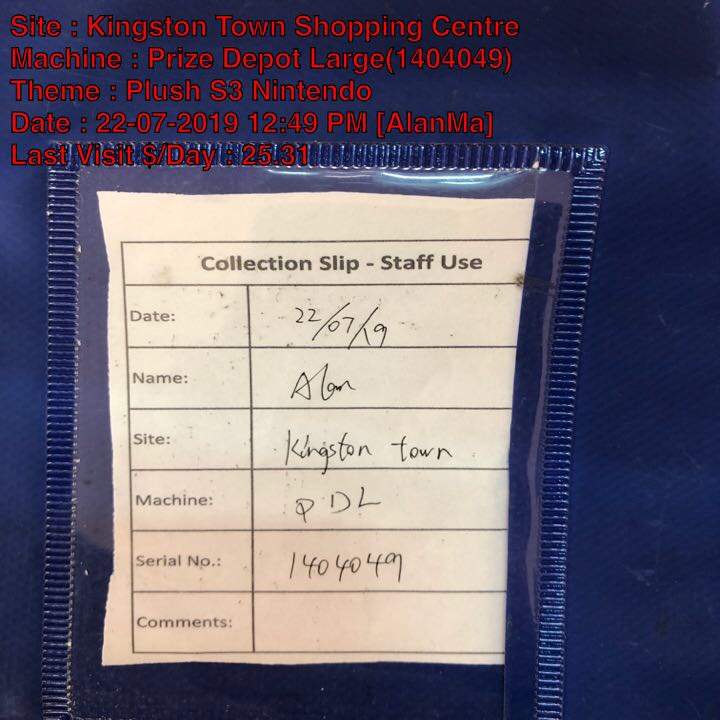 Site : Kingston Town Shopping Centre
Machine : Prize Depot Large(1404049)
Theme : Plush S3 Nintendo
Date : 22-07-2019 12:49 PM [AlanMa]
Last Visit $/Day : 25.31
Collection Slip - Staff Use
Date: 22/07/19
Name: Alan
Site: Kingston town
Machine: PDL
Serial No.: 1404049
Comments: